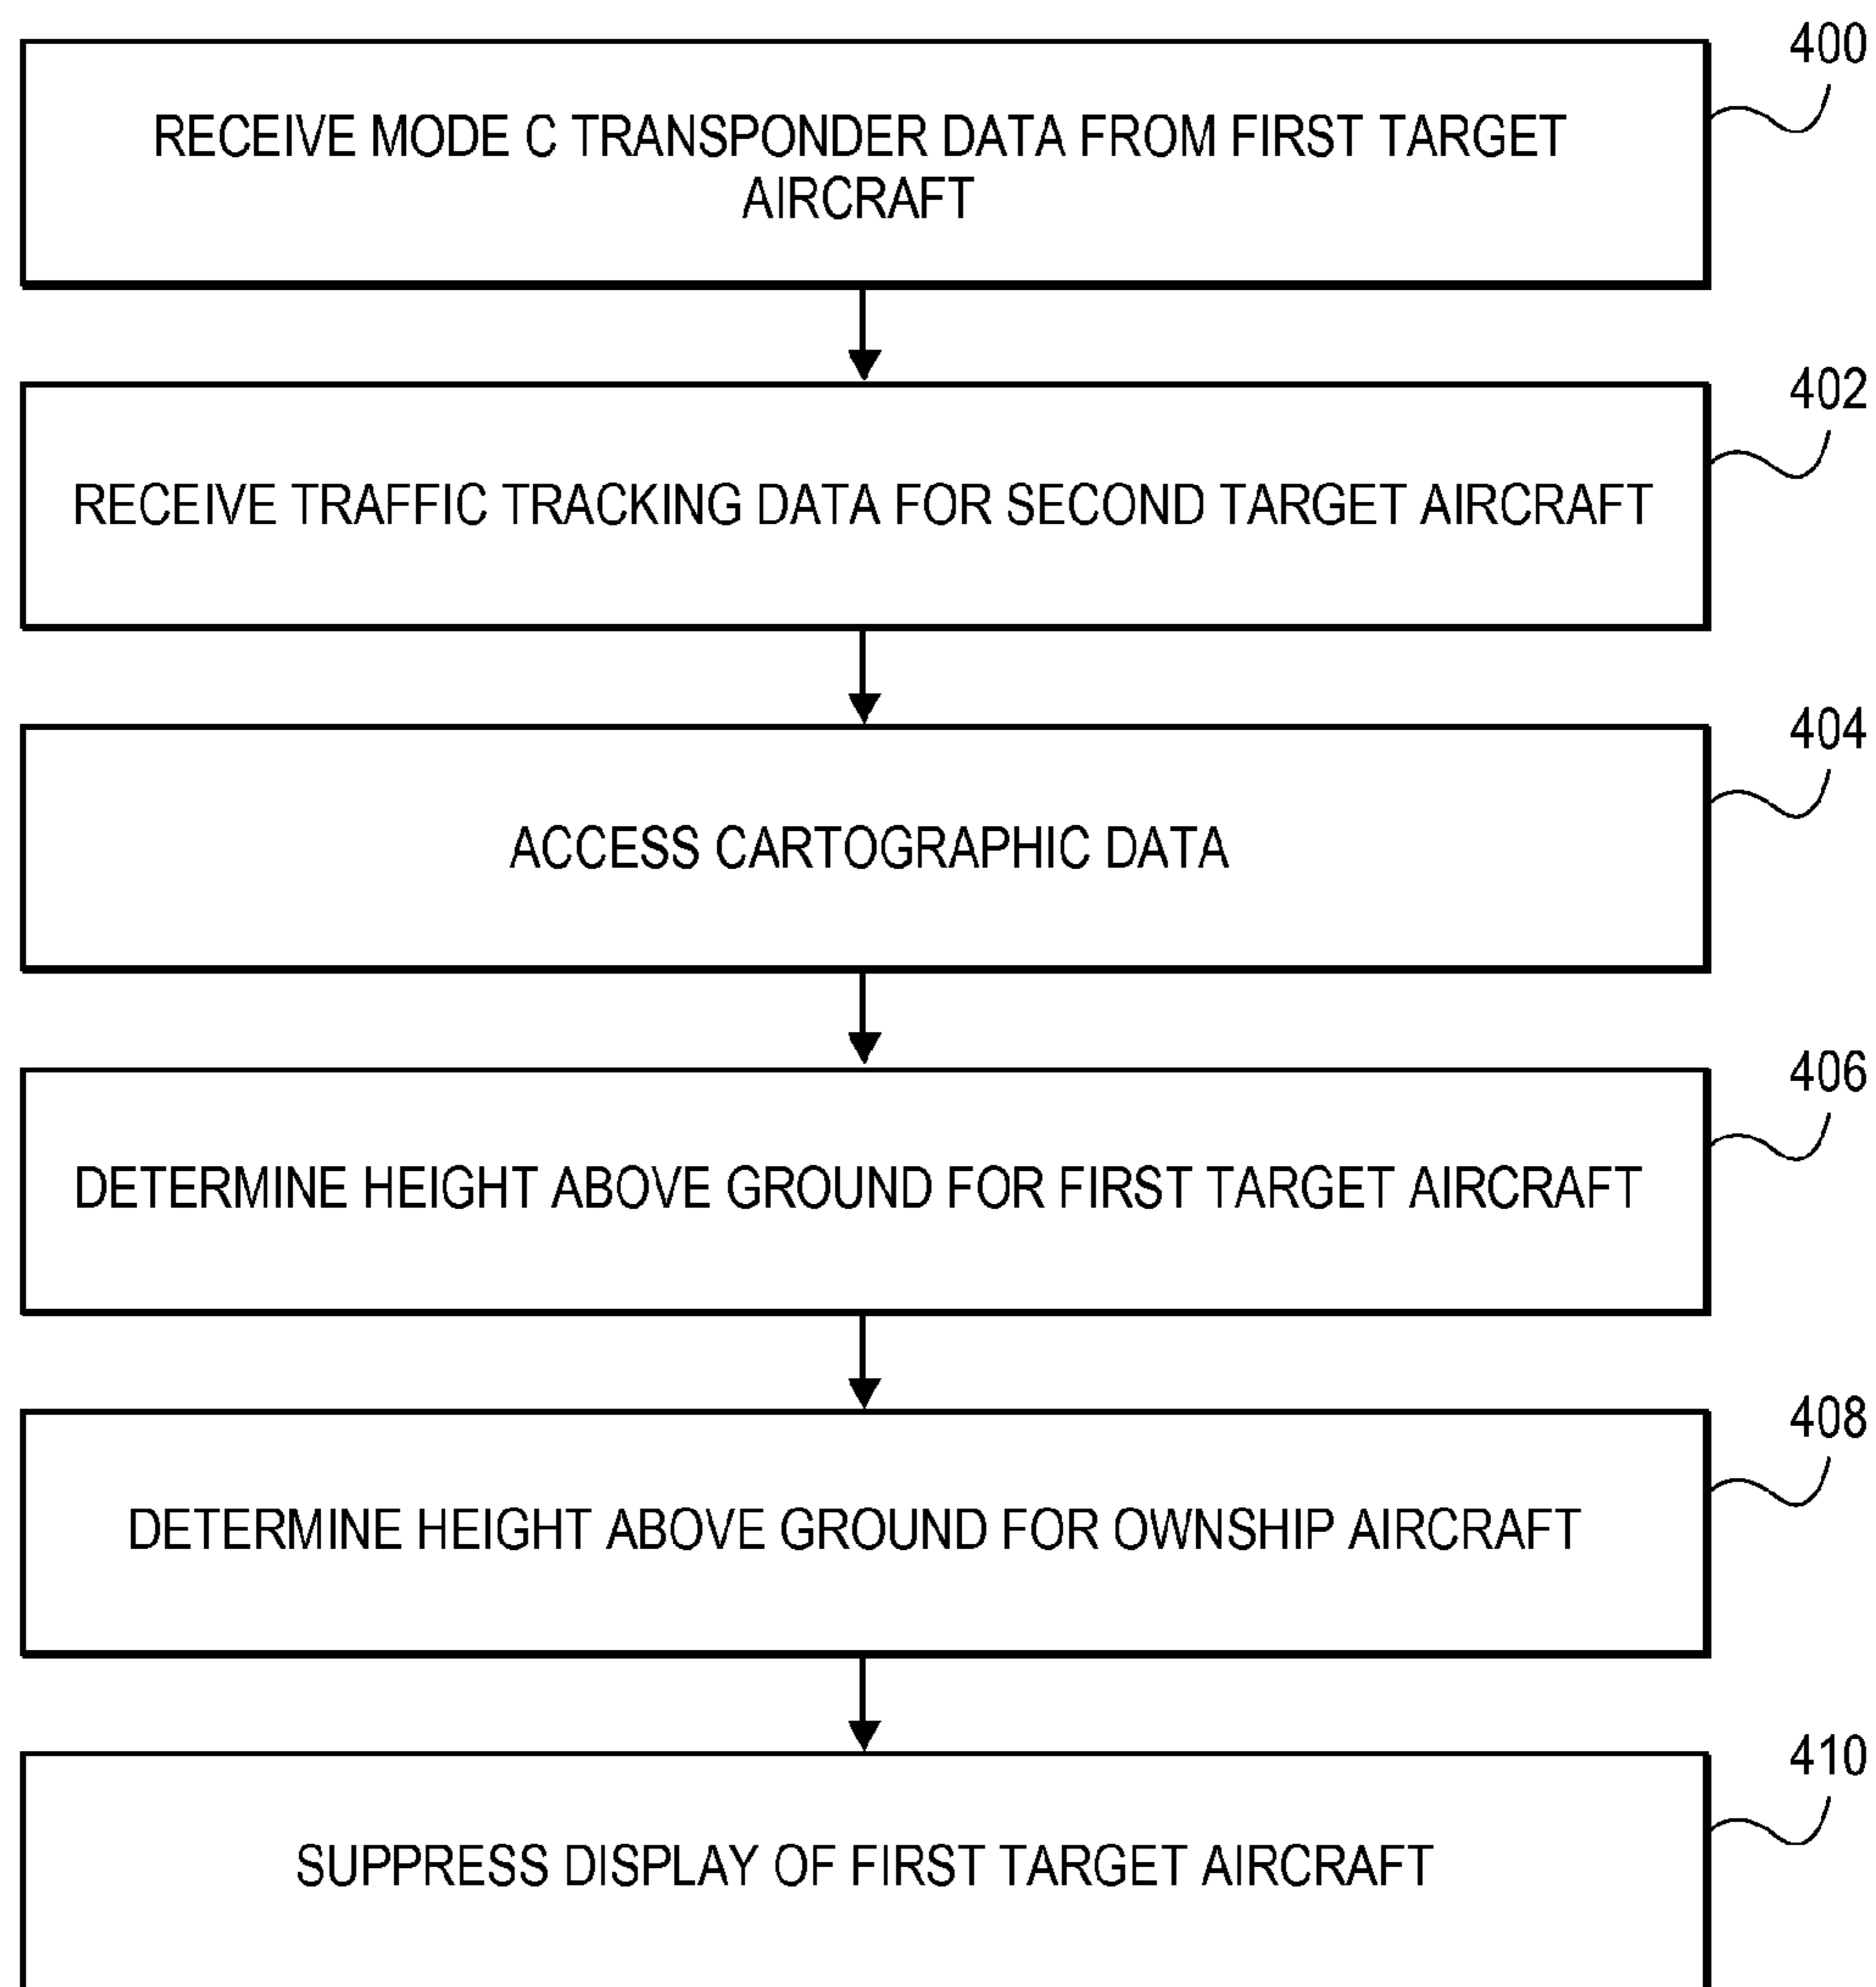 400
RECEIVE MODE C TRANSPONDER DATA FROM FIRST TARGET
AIRCRAFT
402
RECEIVE TRAFFIC TRACKING DATA FOR SECOND TARGET AIRCRAFT
404
ACCESS CARTOGRAPHIC DATA
406
DETERMINE HEIGHT ABOVE GROUND FOR FIRST TARGET AIRCRAFT
408
DETERMINE HEIGHT ABOVE GROUND FOR OWNSHIP AIRCRAFT
410
SUPPRESS DISPLAY OF FIRST TARGET AIRCRAFT